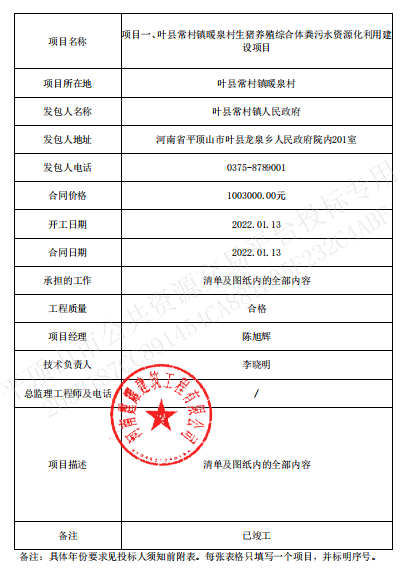 项目名称 项目一、叶县常村镇暖泉村生猪养殖综合体粪污水资源化利用建
设项目
项目所在地 叶县常村镇暖泉村
发包人名称 叶县常村镇人民政府
发包人地址 河南省平顶山市叶县龙泉乡人民政府院内201室
发包人电话 0375-8789001
合同价格 1003000.00元
开工日期 2022.01.13
合同日期 2022.01.13
承担的工作 清单及图纸内的全部内容
工程质量 合格
项目经理 陈旭辉
技术负责人 李晓明
总监理工程师及电话 /
项目描述 清单及图纸内的全部内容
备注 已竣工
备注：具体年份要求见投标人须知前附表。每张表格只填写一个项目，并标明序号。